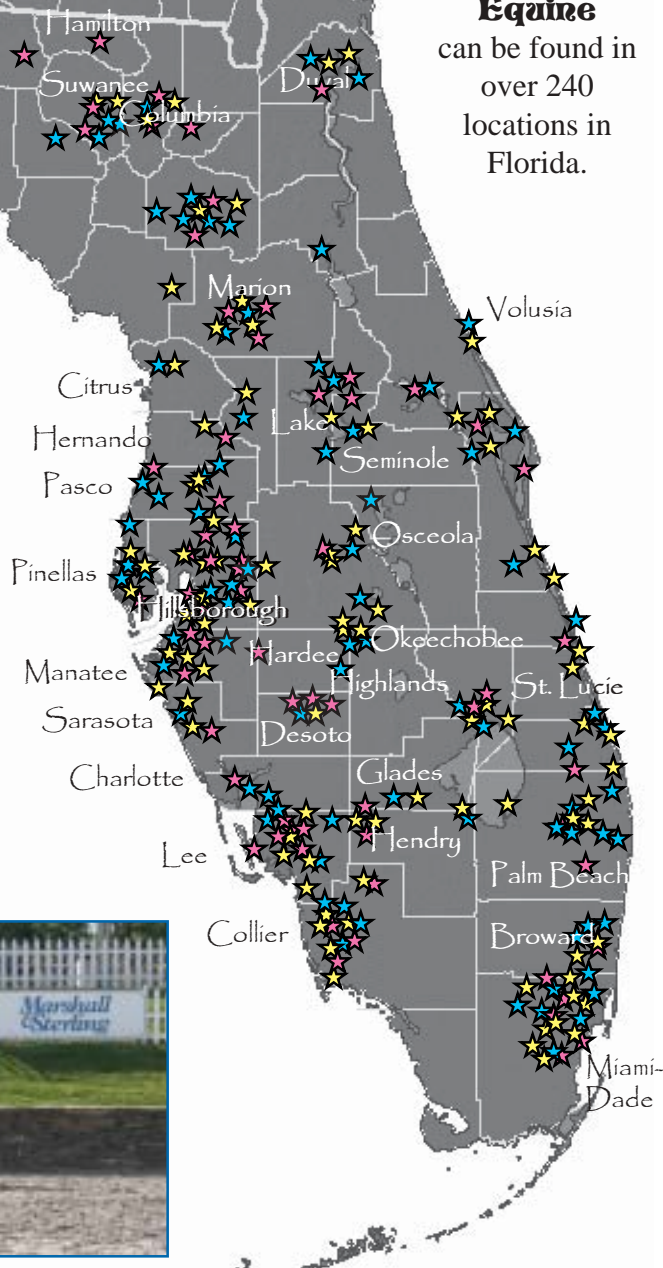 Equine
can be found in
over 240
locations in
Florida.
Hamilton
Suwanee
Columbia
Duval
Marion
Volusia
Citrus
Lake
Hernando
Seminole
Pasco
Osceola
Pinellas
Hillsborough
Okeechobee
Hardee
Manatee
Highlands
St. Lucie
Sarasota
Desoto
Charlotte
Glades
Hendry
Lee
Palm Beach
Collier
Broward
Marshall
&Sterling
Miami-
Dade